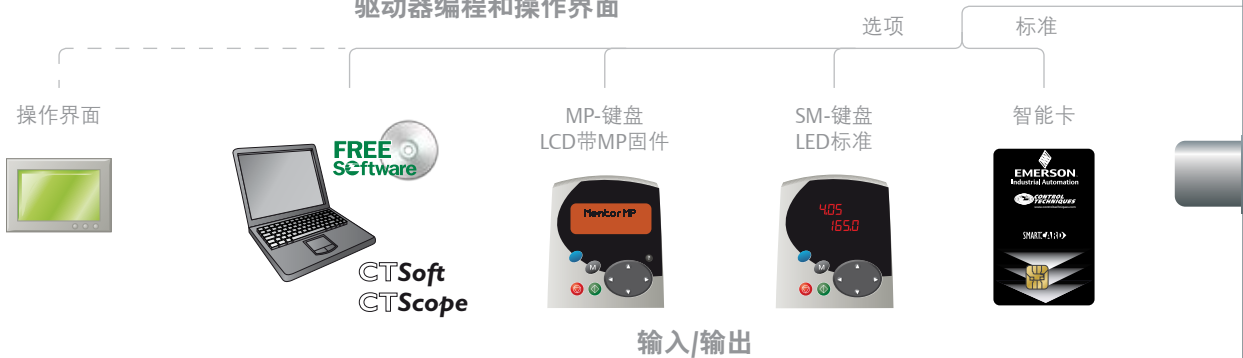 驱动器编程和操作界面
选项
标准
操作界面
MP-键盘
LCD带MP固件
SM-键盘
LED标准
智能卡
FREE
Software
CTSoft
CTScope
Mentor MP
M
4.05
165.0
M
EMERSON
Industrial Automation
CONTROL
TECHNIQUES
www.controltechniques.com
SMARTCARD
输入/输出